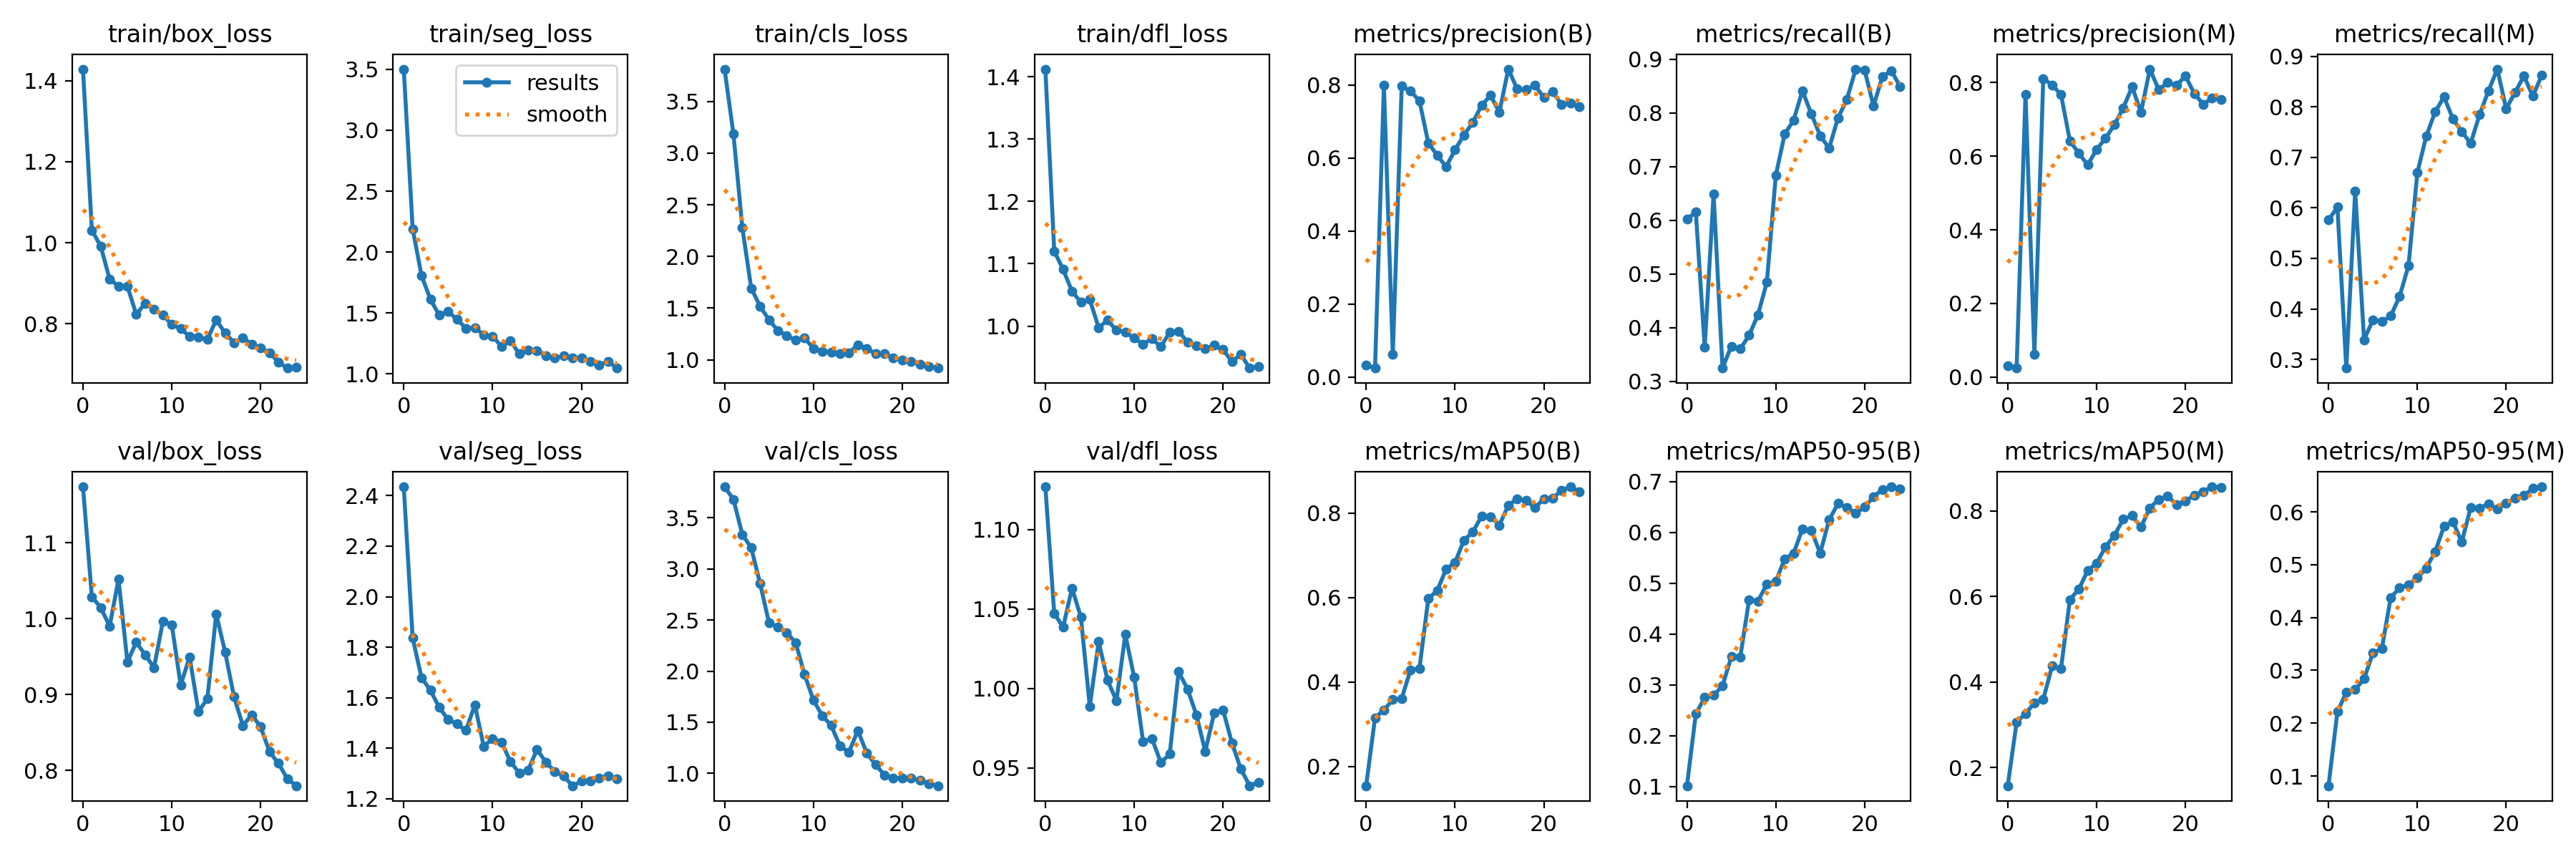 train/box_loss
1.4
1.2
1.0
0.8
0 10 20
train/seg_loss
results
smooth
3.5
3.0
2.5
2.0
1.5
1.0
0 10 20
train/cls_loss
3.5
3.0
2.5
2.0
1.5
1.0
0 10 20
train/dfl_loss
1.4
1.3
1.2
1.1
1.0
0 10 20
metrics/precision(B)
0.8
0.6
0.4
0.2
0.0
0 10 20
metrics/recall(B)
0.9
0.8
0.7
0.6
0.5
0.4
0.3
0 10 20
metrics/precision(M)
0.8
0.6
0.4
0.2
0.0
0 10 20
metrics/recall(M)
0.9
0.8
0.7
0.6
0.5
0.4
0.3
0 10 20
val/box_loss
1.1
1.0
0.9
0.8
0 10 20
val/seg_loss
2.4
2.2
2.0
1.8
1.6
1.4
1.2
0 10 20
val/cls_loss
3.5
3.0
2.5
2.0
1.5
1.0
0 10 20
val/dfl_loss
1.10
1.05
1.00
0.95
0 10 20
metrics/mAP50(B)
0.8
0.6
0.4
0.2
0 10 20
metrics/mAP50-95(B)
0.7
0.6
0.5
0.4
0.3
0.2
0.1
0 10 20
metrics/mAP50(M)
0.8
0.6
0.4
0.2
0 10 20
metrics/mAP50-95(M)
0.6
0.5
0.4
0.3
0.2
0.1
0 10 20